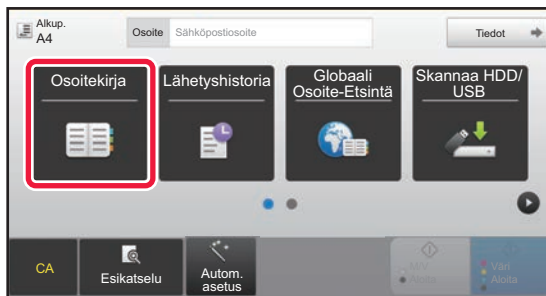 Alkup.
A4
Osoite
Sähköpostiosoite
Tiedot
Osoitekirja
Lähetyshistoria
Globaali
Osoite-Etsintä
Skannaa HDD/
USB
CA
Esikatselu
Autom.
asetus
M/V
Aloita
Väri
Aloita